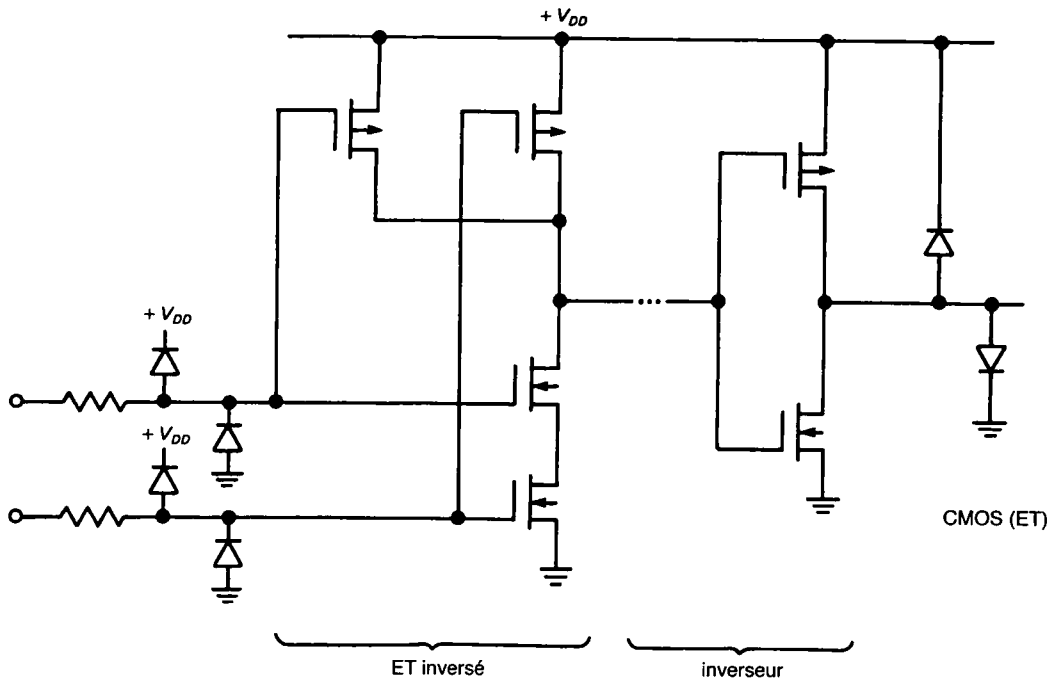 + V_DD
+ V_DD
+ V_DD
CMOS (ET)
ET inversé
inverseur